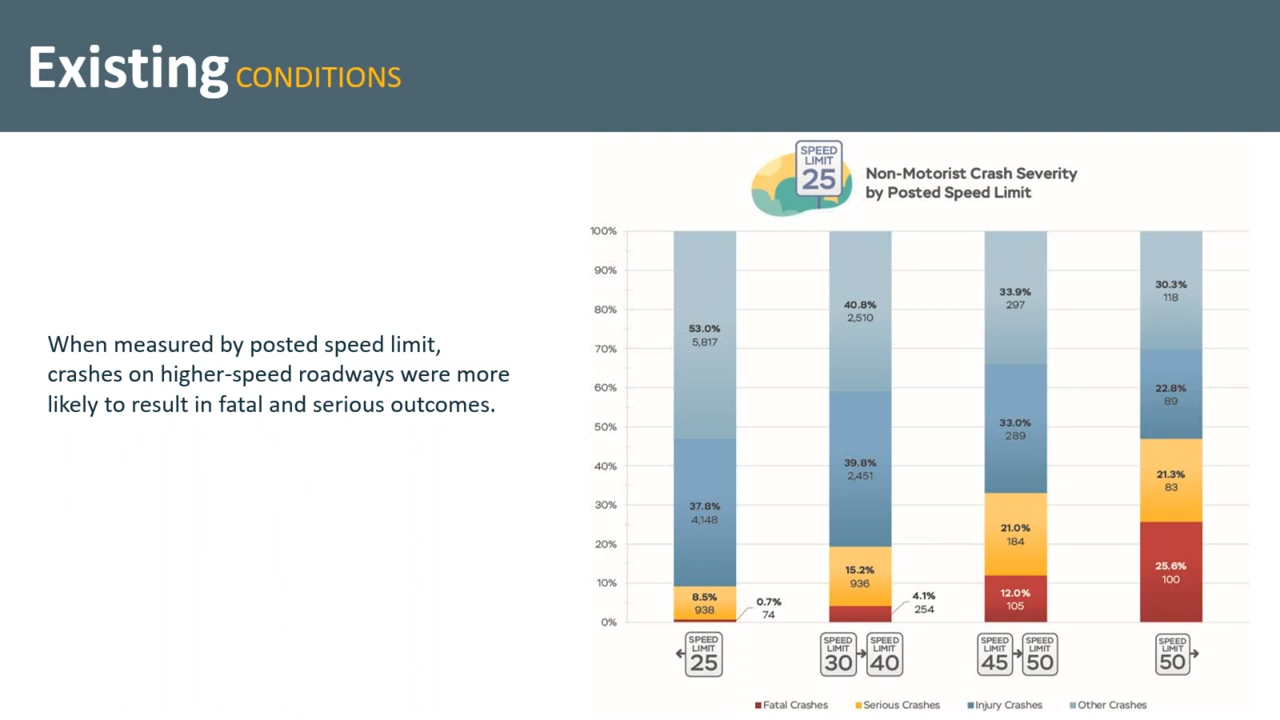 Existing CONDITIONS
When measured by posted speed limit,
crashes on higher-speed roadways were more
likely to result in fatal and serious outcomes.
SPEED
LIMIT
25
Non-Motorist Crash Severity
by Posted Speed Limit
100%
90%
80%
70%
60%
50%
40%
30%
20%
10%
0%
53.0%
5,817
37.8%
4,148
8.5%
938
0.7%
74
40.8%
2,510
39.8%
2,451
15.2%
936
4.1%
254
33.9%
297
33.0%
289
21.0%
184
12.0%
105
30.3%
118
22.8%
89
21.3%
83
25.6%
100
SPEED
LIMIT
25
SPEED
LIMIT
30
SPEED
LIMIT
40
SPEED
LIMIT
45
SPEED
LIMIT
50
SPEED
LIMIT
50
Fatal Crashes
Serious Crashes
Injury Crashes
Other Crashes